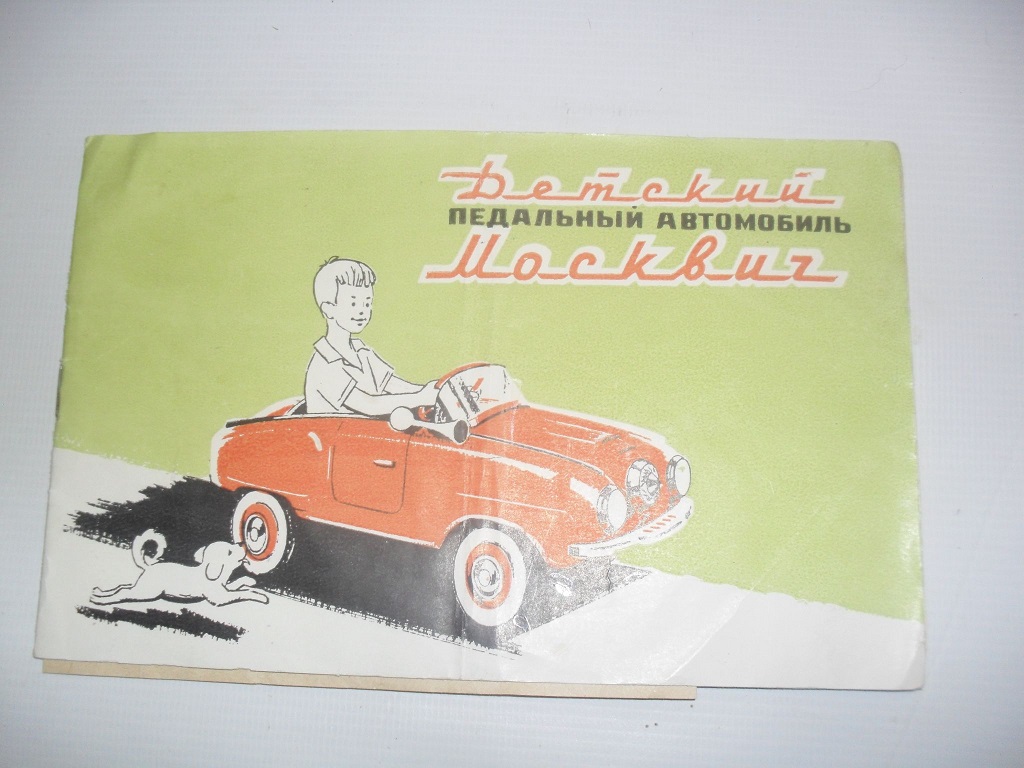 Детский
ПЕДАЛЬНЫЙ АВТОМОБИЛЬ
Москвич